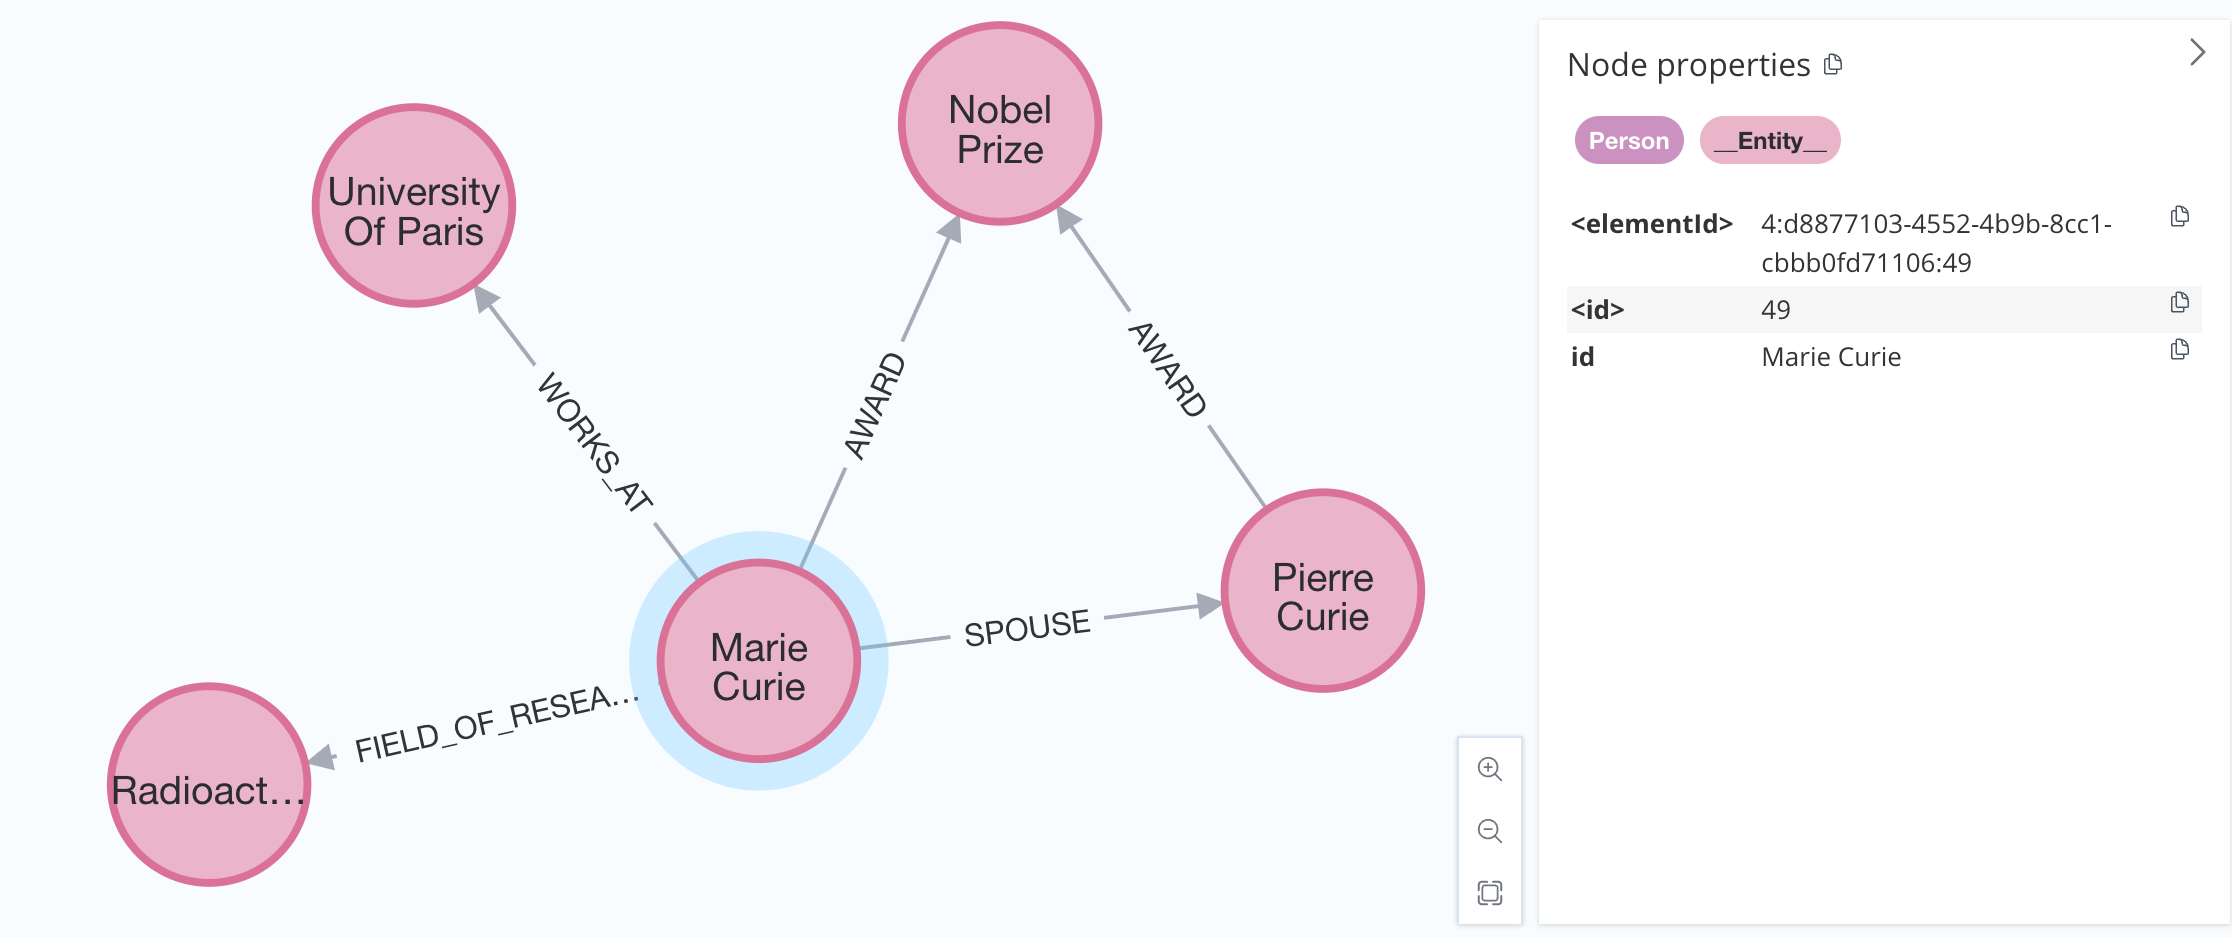 Nobel
Prize
University
Of Paris
WORKS_AT
AWARD
AWARD
SPOUSE
Pierre
Curie
Marie
Curie
FIELD_OF_RESEA...
Radioact...
Node properties
Person
__Entity__
<elementId> 4:d8877103-4552-4b9b-8cc1-
cbbb0fd71106:49
<id> 49
id Marie Curie